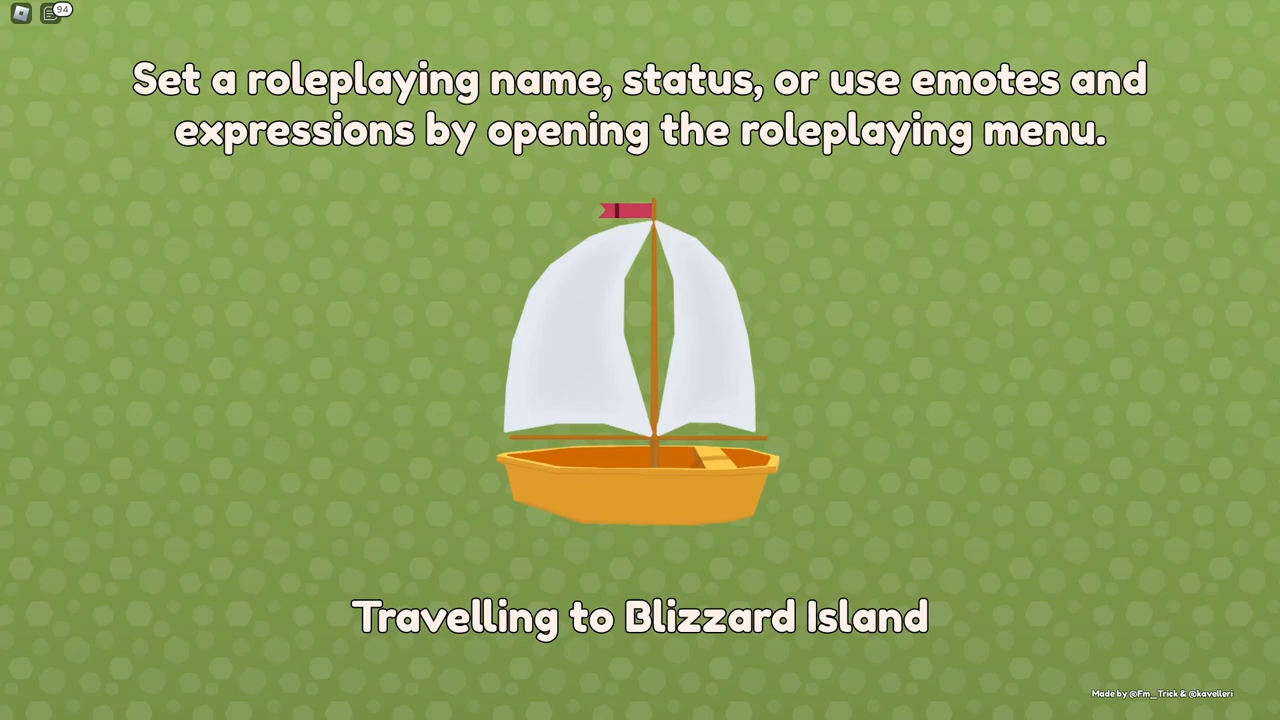 94
Set a roleplaying name, status, or use emotes and
expressions by opening the roleplaying menu.
Travelling to Blizzard Island
Made by @Fm_Trick & @kavelleri